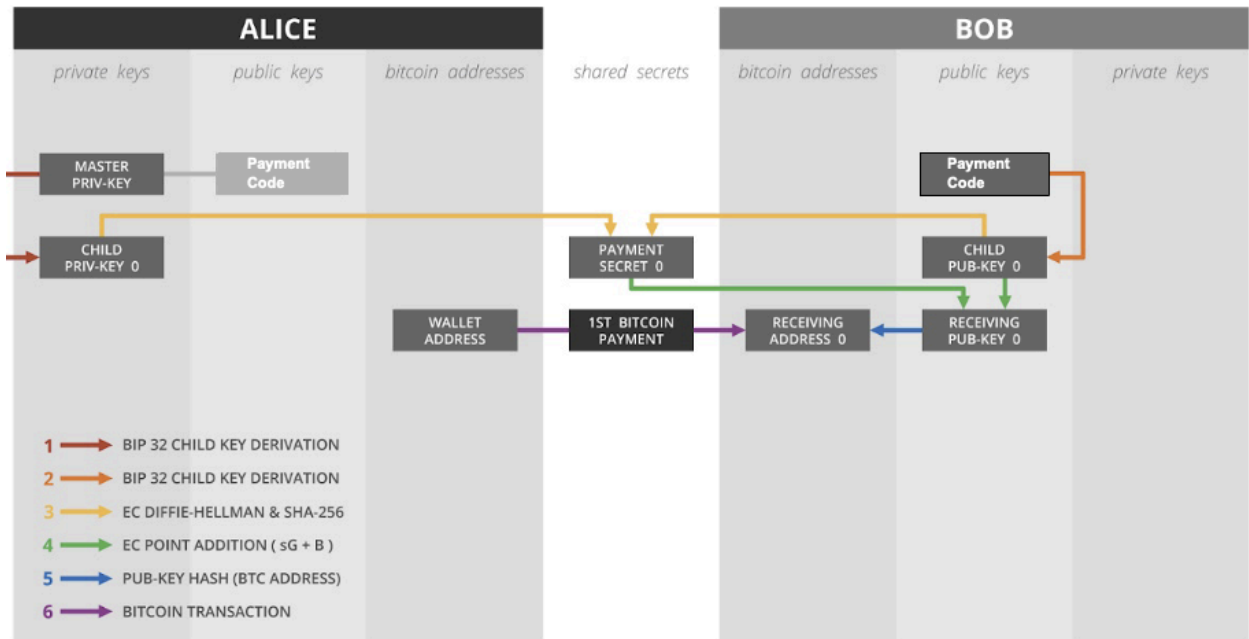 ALICE
BOB
private keys
public keys
bitcoin addresses
shared secrets
bitcoin addresses
public keys
private keys
MASTER
PRIV-KEY
Payment
Code
Payment
Code
CHILD
PRIV-KEY 0
PAYMENT
SECRET 0
CHILD
PUB-KEY 0
WALLET
ADDRESS
1ST BITCOIN
PAYMENT
RECEIVING
ADDRESS 0
RECEIVING
PUB-KEY 0
1 BIP 32 CHILD KEY DERIVATION
2 BIP 32 CHILD KEY DERIVATION
3 EC DIFFIE-HELLMAN & SHA-256
4 EC POINT ADDITION ( sG + B )
5 PUB-KEY HASH (BTC ADDRESS)
6 BITCOIN TRANSACTION